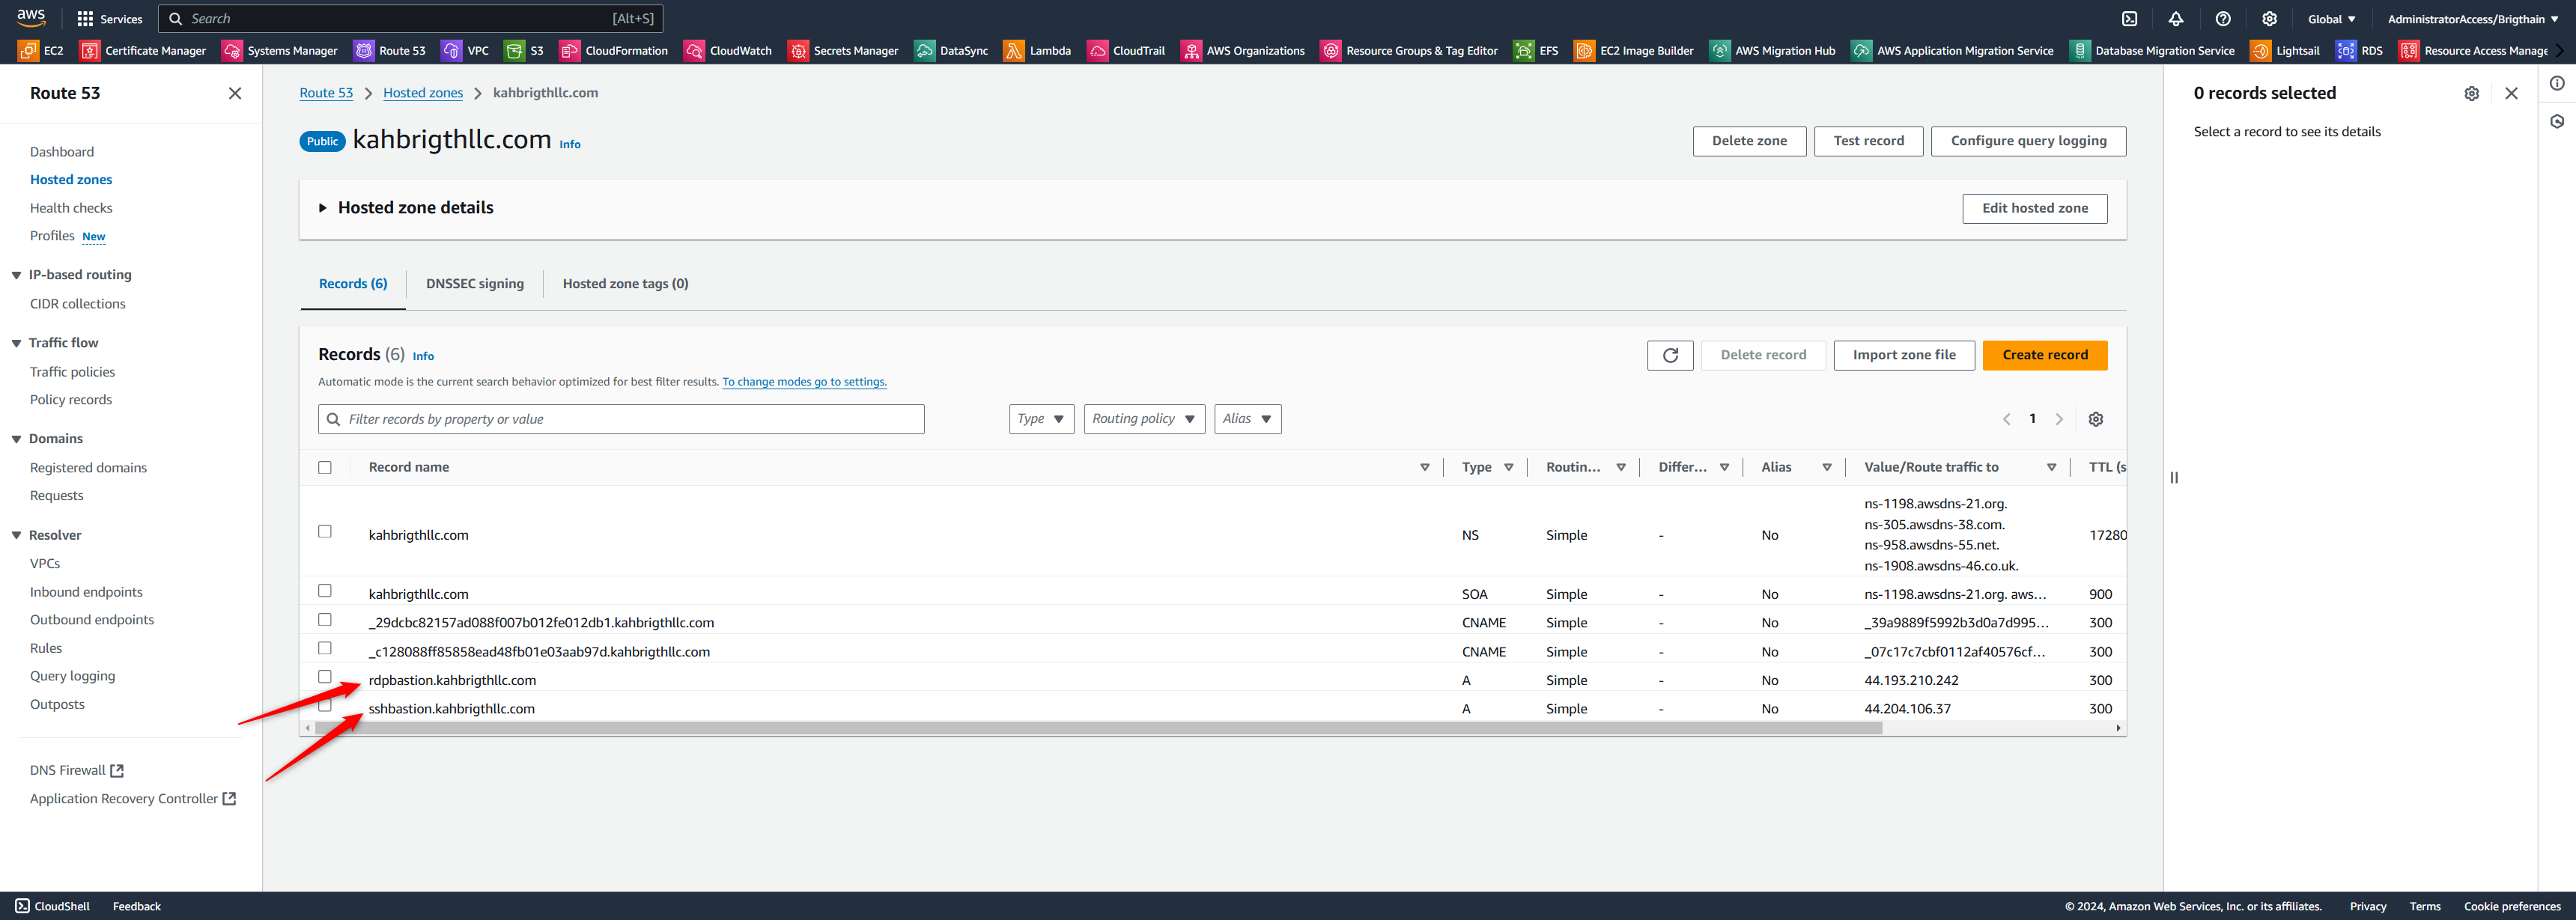 aws Services Search [Alt+S] Global AdministratorAccess/Brigthain
EC2 Certificate Manager Systems Manager Route 53 VPC S3 CloudFormation CloudWatch Secrets Manager DataSync Lambda CloudTrail AWS Organizations Resource Groups & Tag Editor EFS EC2 Image Builder AWS Migration Hub AWS Application Migration Service Database Migration Service Lightsail RDS Resource Access Manage
Route 53
Dashboard
Hosted zones
Health checks
Profiles New
IP-based routing
CIDR collections
Traffic flow
Traffic policies
Policy records
Domains
Registered domains
Requests
Resolver
VPCs
Inbound endpoints
Outbound endpoints
Rules
Query logging
Outposts
DNS Firewall
Application Recovery Controller
Route 53 > Hosted zones > kahbrigthllc.com
Public kahbrigthllc.com Info
Delete zone Test record Configure query logging
Hosted zone details Edit hosted zone
Records (6) DNSSEC signing Hosted zone tags (0)
Records (6) Info
Delete record Import zone file Create record
Automatic mode is the current search behavior optimized for best filter results. To change modes go to settings.
Filter records by property or value Type Routing policy Alias 1
Record name Type Routin... Differ... Alias Value/Route traffic to TTL (s
kahbrigthllc.com NS Simple - No ns-1198.awsdns-21.org. 17280
ns-305.awsdns-38.com.
ns-958.awsdns-55.net.
ns-1908.awsdns-46.co.uk.
kahbrigthllc.com SOA Simple - No ns-1198.awsdns-21.org. aws... 900
_29dcbc82157ad088f007b012fe012db1.kahbrigthllc.com CNAME Simple - No _39a9889f5992b3d0a7d995... 300
_c128088ff85858ead48fb01e03aab97d.kahbrigthllc.com CNAME Simple - No _07c17c7cbf0112af40576cf... 300
rdpbastion.kahbrigthllc.com A Simple - No 44.193.210.242 300
sshbastion.kahbrigthllc.com A Simple - No 44.204.106.37 300
0 records selected
Select a record to see its details
CloudShell Feedback © 2024, Amazon Web Services, Inc. or its affiliates. Privacy Terms Cookie preferences